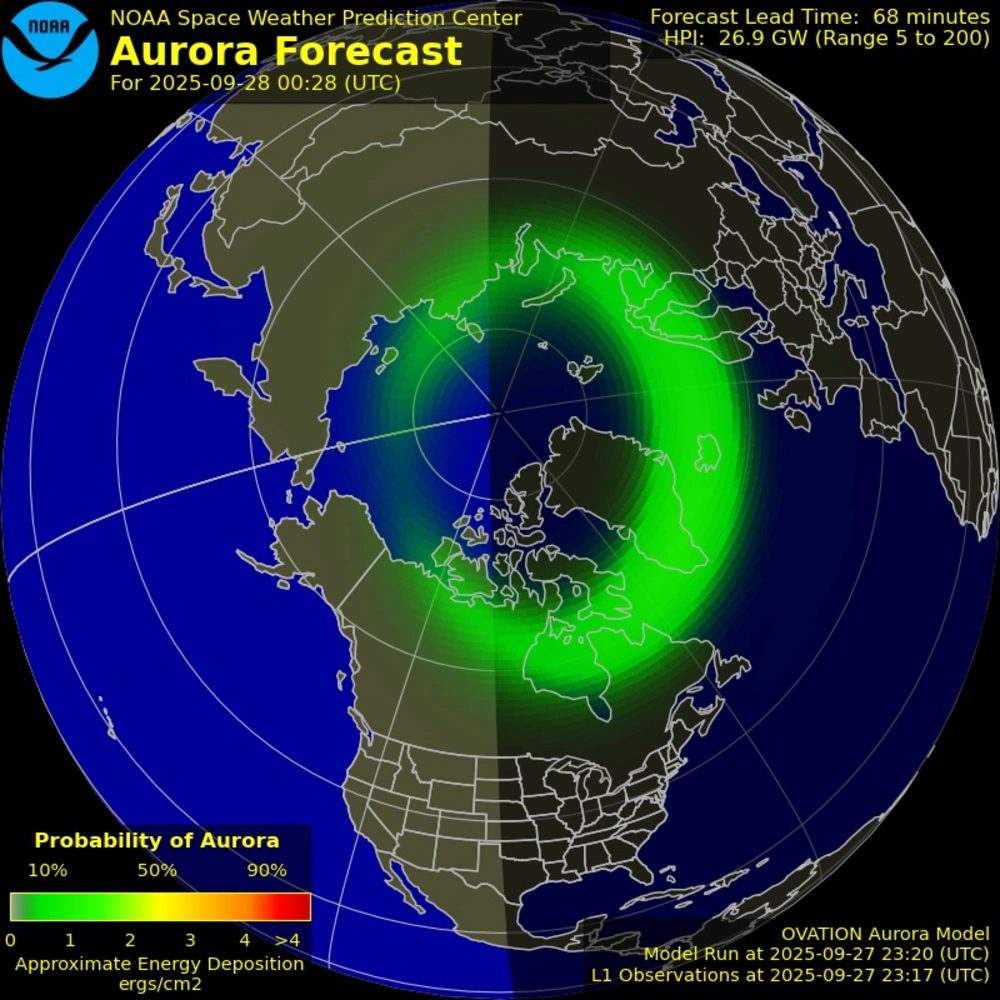 NOAA
NOAA Space Weather Prediction Center
Aurora Forecast
For 2025-09-28 00:28 (UTC)
Forecast Lead Time: 68 minutes
HPI: 26.9 GW (Range 5 to 200)
Probability of Aurora
10% 50% 90%
0 1 2 3 4 >4
Approximate Energy Deposition
ergs/cm2
OVATION Aurora Model
Model Run at 2025-09-27 23:20 (UTC)
L1 Observations at 2025-09-27 23:17 (UTC)